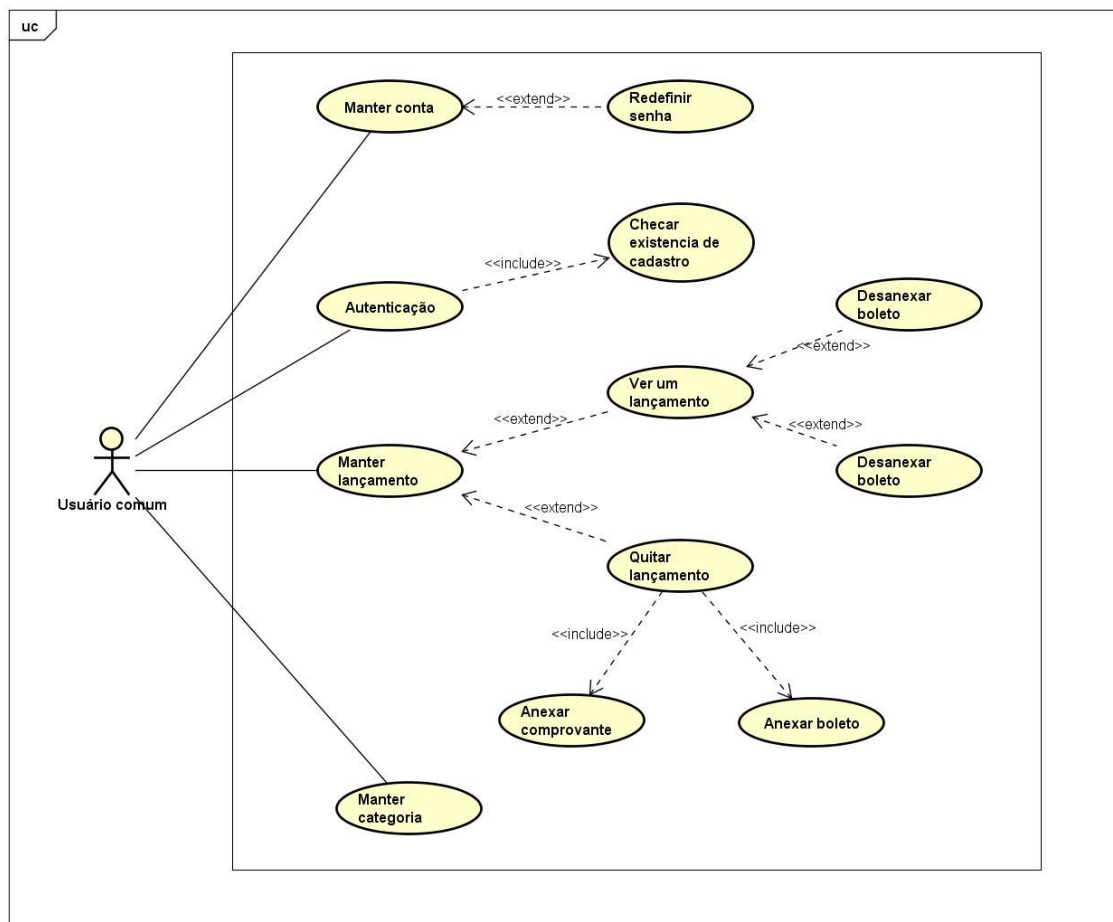 uc
Manter conta
<<extend>>
Redefinir
senha
Checar
existencia de
cadastro
<<include>>
Autenticação
Desanexar
boleto
<<extend>>
Ver um
lançamento
<<extend>>
<<extend>>
Manter
lançamento
Desanexar
boleto
Usuário comum
<<extend>>
Quitar
lançamento
<<include>>
<<include>>
Anexar
comprovante
Anexar boleto
Manter
categoria